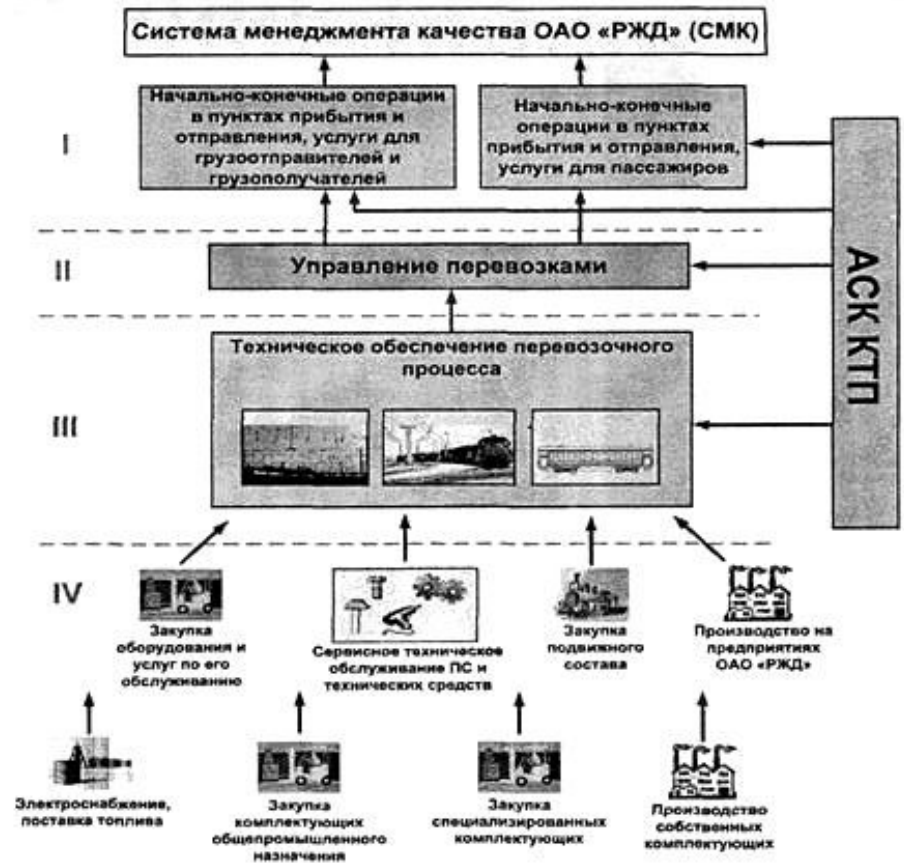 Система менеджмента качества ОАО «РЖД» (СМК)
Начально-конечные операции
в пунктах прибытия и
отправления, услуги для
грузоотправителей и
грузополучателей
Начально-конечные
операции в пунктах
прибытия и отправления,
услуги для пассажиров
I
II
Управление перевозками
АСК КТП
Техническое обеспечение перевозочного
процесса
III
IV
Закупка
оборудования и
услуг по его
обслуживанию
Сервисное техническое
обслуживание ПС и
технических средств
Закупка
подвижного
состава
Производство на
предприятиях
ОАО «РЖД»
Электроснабжение,
поставка топлива
Закупка
комплектующих
общепромышленного
назначения
Закупка
специализированных
комплектующих
Производство
собственных
комплектующих